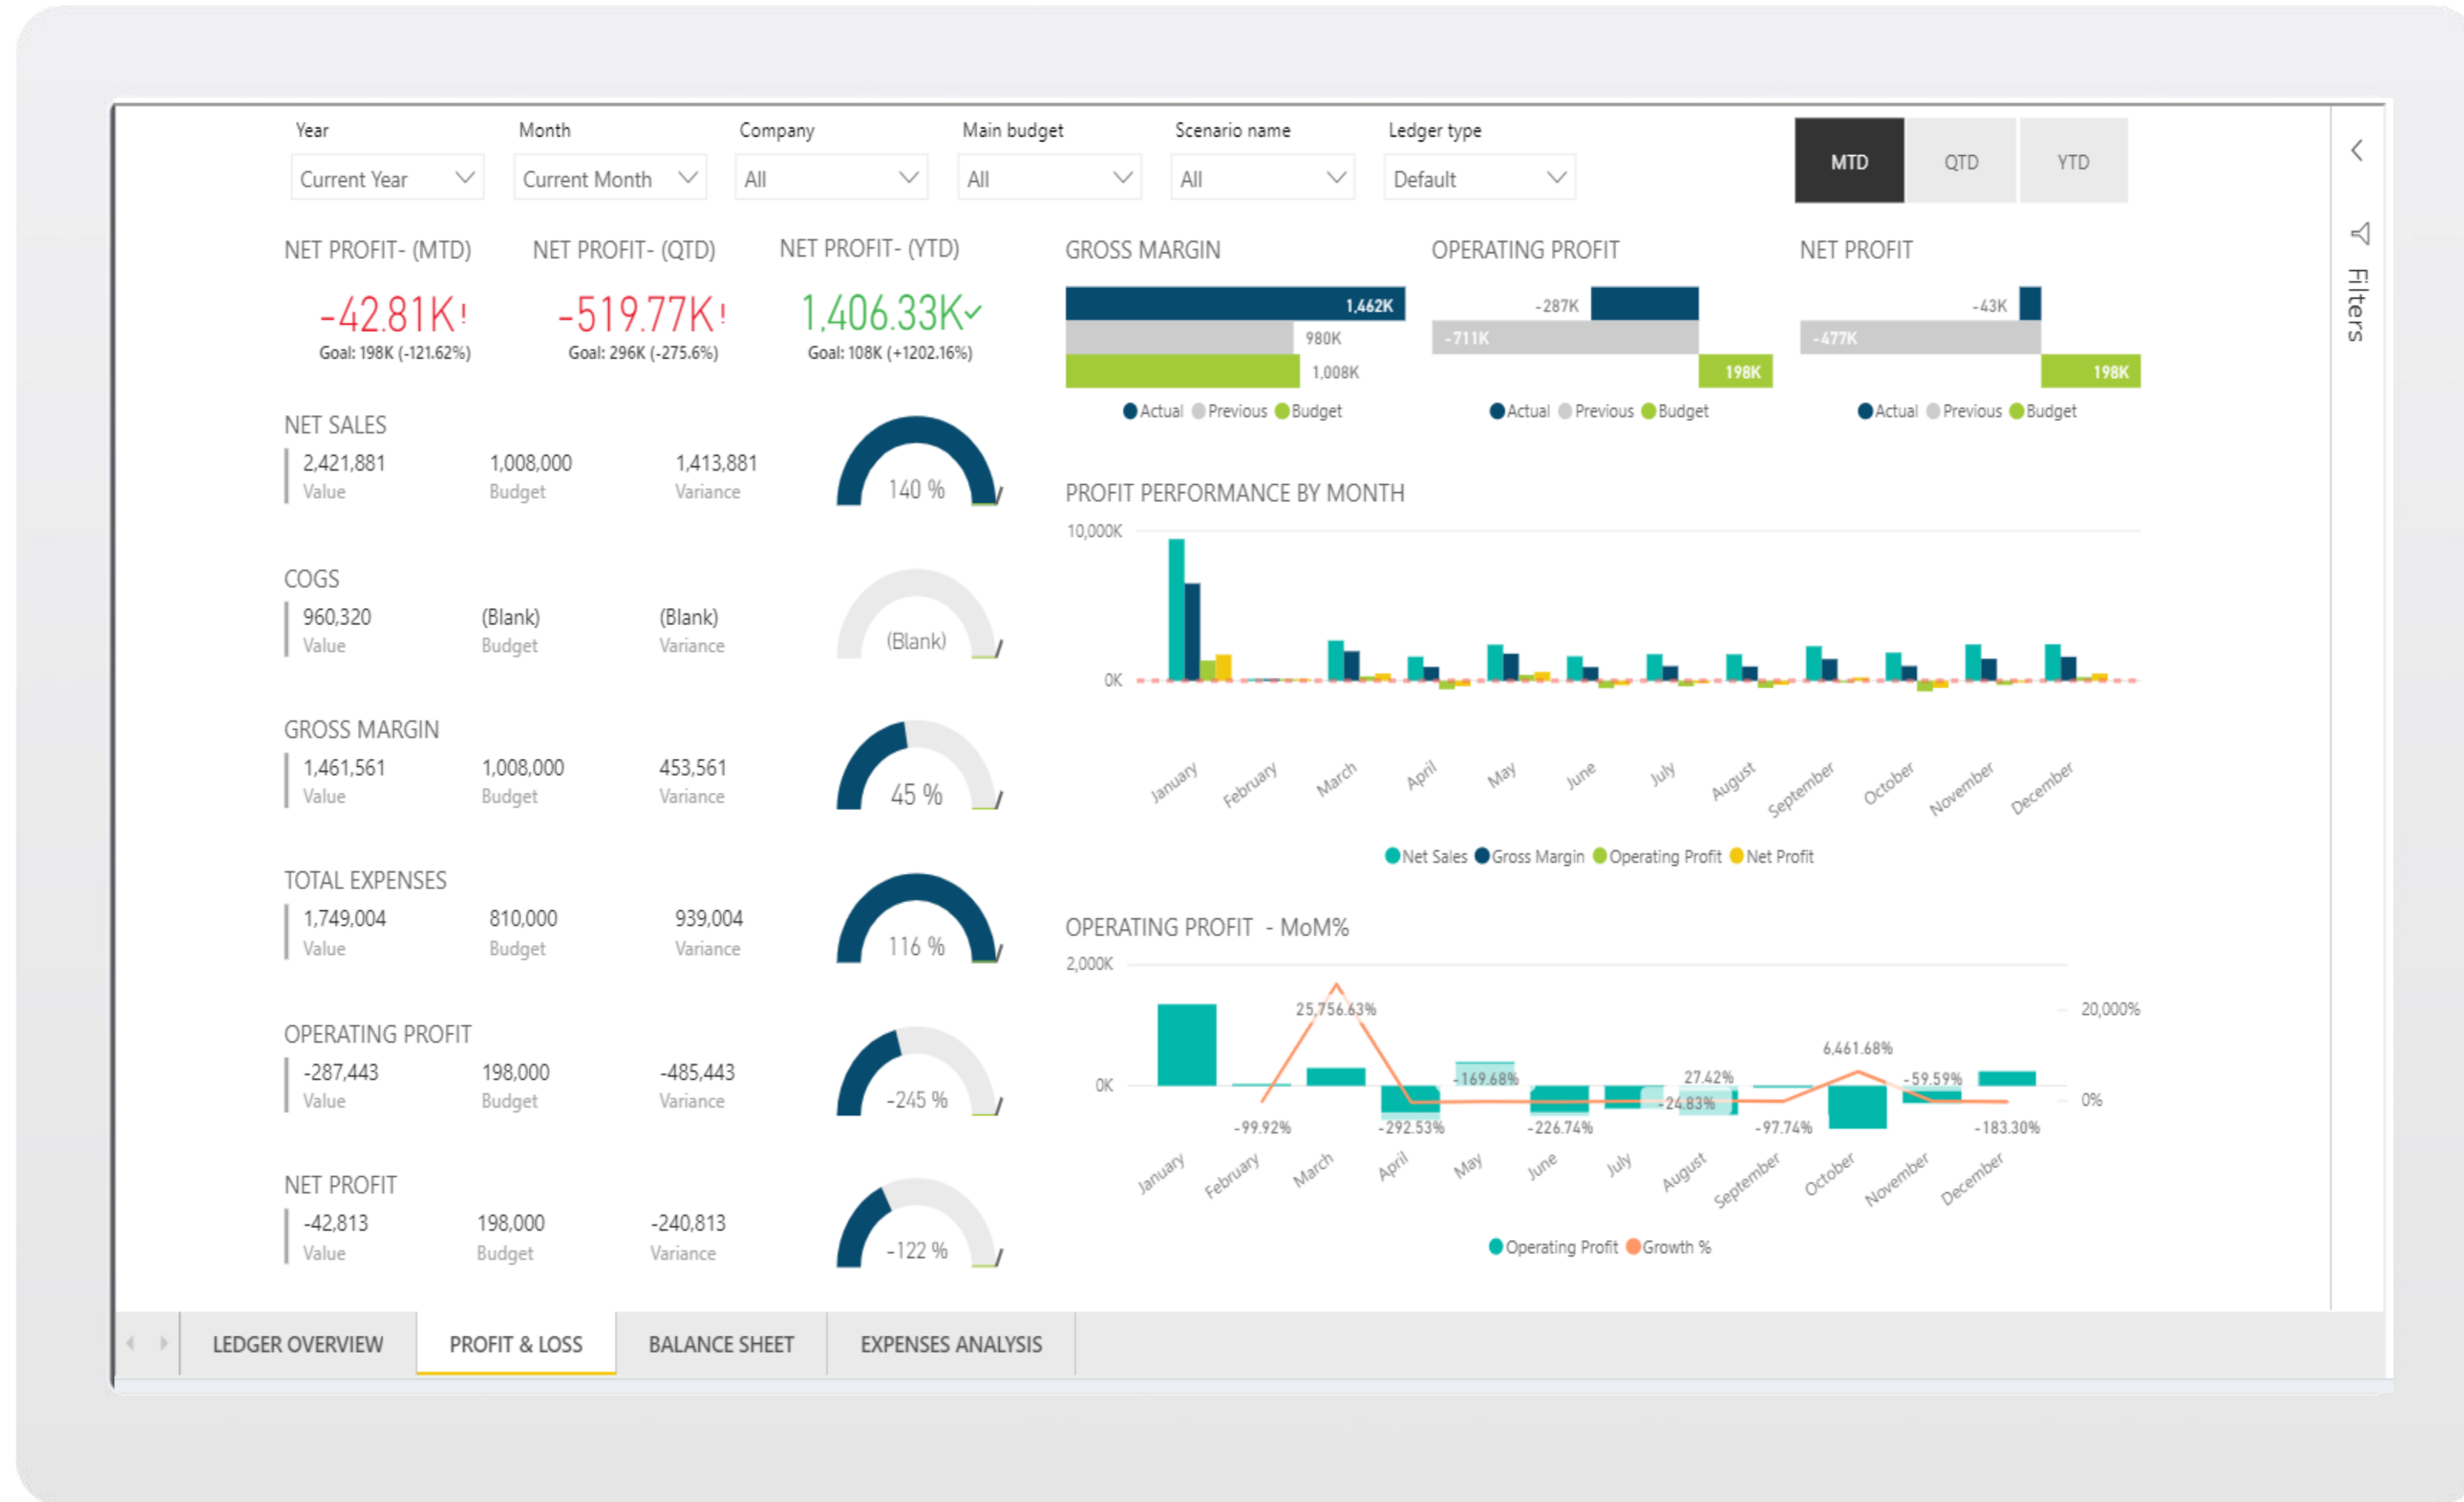 Year Month Company Main budget Scenario name Ledger type
Current Year Current Month All All All Default
MTD QTD YTD
Filters
NET PROFIT- (MTD) NET PROFIT- (QTD) NET PROFIT- (YTD)
-42.81K! -519.77K! 1,406.33K
Goal: 198K (-121.62%) Goal: 296K (-275.6%) Goal: 108K (+1202.16%)
GROSS MARGIN
1,462K
980K
1,008K
Actual Previous Budget
OPERATING PROFIT
-287K
-711K
198K
Actual Previous Budget
NET PROFIT
-43K
-477K
198K
Actual Previous Budget
NET SALES
2,421,881 1,008,000 1,413,881
Value Budget Variance
140 %
COGS
960,320 (Blank) (Blank)
Value Budget Variance
(Blank)
GROSS MARGIN
1,461,561 1,008,000 453,561
Value Budget Variance
45 %
TOTAL EXPENSES
1,749,004 810,000 939,004
Value Budget Variance
116 %
OPERATING PROFIT
-287,443 198,000 -485,443
Value Budget Variance
-245 %
NET PROFIT
-42,813 198,000 -240,813
Value Budget Variance
-122 %
PROFIT PERFORMANCE BY MONTH
10,000K
0K
January February March April May June July August September October November December
Net Sales Gross Margin Operating Profit Net Profit
OPERATING PROFIT - MoM%
2,000K
25,756.63% 20,000%
6,461.68%
0K -169.68% 27.42% -59.59%
-24.83% 0%
-99.92% -292.53% -226.74% -97.74% -183.30%
January February March April May June July August September October November December
Operating Profit Growth %
LEDGER OVERVIEW PROFIT & LOSS BALANCE SHEET EXPENSES ANALYSIS